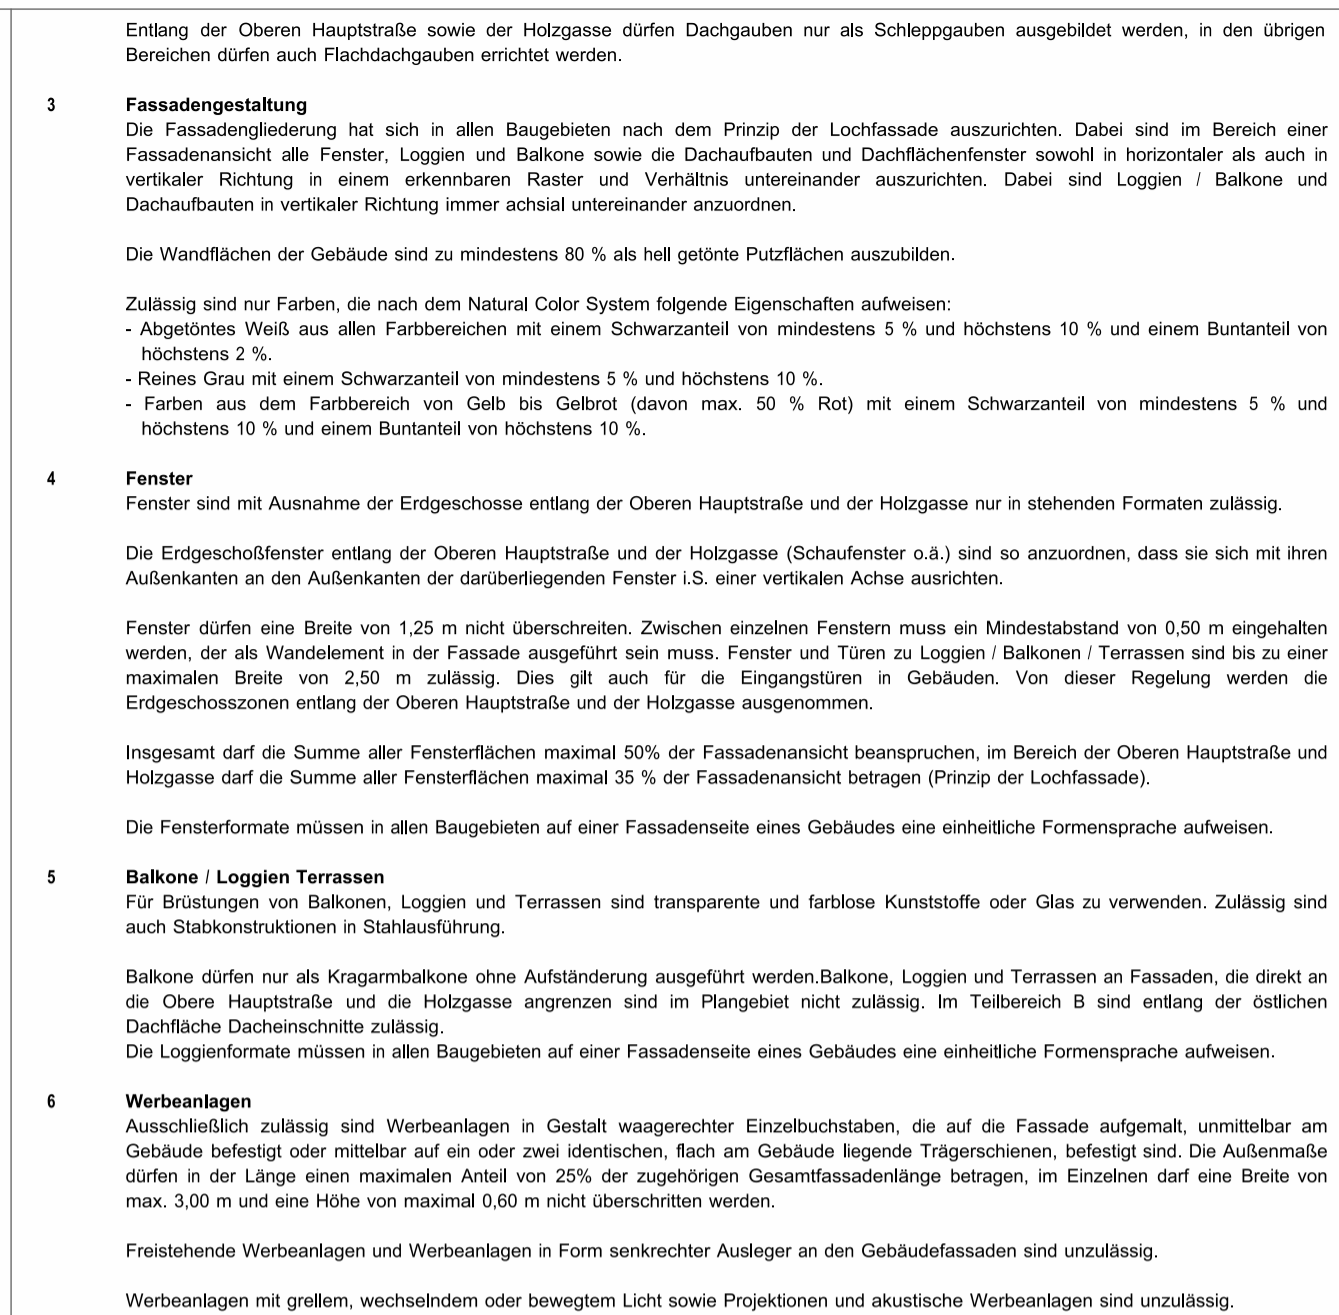 Entlang der Oberen Hauptstraße sowie der Holzgasse dürfen Dachgauben nur als Schleppgauben ausgebildet werden, in den übrigen
Bereichen dürfen auch Flachdachgauben errichtet werden.
3 Fassadengestaltung
Die Fassadengliederung hat sich in allen Baugebieten nach dem Prinzip der Lochfassade auszurichten. Dabei sind im Bereich einer
Fassadenansicht alle Fenster, Loggien und Balkone sowie die Dachaufbauten und Dachflächenfenster sowohl in horizontaler als auch in
vertikaler Richtung in einem erkennbaren Raster und Verhältnis untereinander auszurichten. Dabei sind Loggien / Balkone und
Dachaufbauten in vertikaler Richtung immer achsial untereinander anzuordnen.
Die Wandflächen der Gebäude sind zu mindestens 80 % als hell getönte Putzflächen auszubilden.
Zulässig sind nur Farben, die nach dem Natural Color System folgende Eigenschaften aufweisen:
- Abgetöntes Weiß aus allen Farbbereichen mit einem Schwarzanteil von mindestens 5 % und höchstens 10 % und einem Buntanteil von
höchstens 2 %.
- Reines Grau mit einem Schwarzanteil von mindestens 5 % und höchstens 10 %.
- Farben aus dem Farbbereich von Gelb bis Gelbrot (davon max. 50 % Rot) mit einem Schwarzanteil von mindestens 5 % und
höchstens 10 % und einem Buntanteil von höchstens 10 %.
4 Fenster
Fenster sind mit Ausnahme der Erdgeschosse entlang der Oberen Hauptstraße und der Holzgasse nur in stehenden Formaten zulässig.
Die Erdgeschoßfenster entlang der Oberen Hauptstraße und der Holzgasse (Schaufenster o.ä.) sind so anzuordnen, dass sie sich mit ihren
Außenkanten an den Außenkanten der darüberliegenden Fenster i.S. einer vertikalen Achse ausrichten.
Fenster dürfen eine Breite von 1,25 m nicht überschreiten. Zwischen einzelnen Fenstern muss ein Mindestabstand von 0,50 m eingehalten
werden, der als Wandelement in der Fassade ausgeführt sein muss. Fenster und Türen zu Loggien / Balkonen / Terrassen sind bis zu einer
maximalen Breite von 2,50 m zulässig. Dies gilt auch für die Eingangstüren in Gebäuden. Von dieser Regelung werden die
Erdgeschosszonen entlang der Oberen Hauptstraße und der Holzgasse ausgenommen.
Insgesamt darf die Summe aller Fensterflächen maximal 50% der Fassadenansicht beanspruchen, im Bereich der Oberen Hauptstraße und
Holzgasse darf die Summe aller Fensterflächen maximal 35 % der Fassadenansicht betragen (Prinzip der Lochfassade).
Die Fensterformate müssen in allen Baugebieten auf einer Fassadenseite eines Gebäudes eine einheitliche Formensprache aufweisen.
5 Balkone / Loggien Terrassen
Für Brüstungen von Balkonen, Loggien und Terrassen sind transparente und farblose Kunststoffe oder Glas zu verwenden. Zulässig sind
auch Stabkonstruktionen in Stahlausführung.
Balkone dürfen nur als Kragarmbalkone ohne Aufständerung ausgeführt werden.Balkone, Loggien und Terrassen an Fassaden, die direkt an
die Obere Hauptstraße und die Holzgasse angrenzen sind im Plangebiet nicht zulässig. Im Teilbereich B sind entlang der östlichen
Dachfläche Dacheinschnitte zulässig.
Die Loggienformate müssen in allen Baugebieten auf einer Fassadenseite eines Gebäudes eine einheitliche Formensprache aufweisen.
6 Werbeanlagen
Ausschließlich zulässig sind Werbeanlagen in Gestalt waagerechter Einzelbuchstaben, die auf die Fassade aufgemalt, unmittelbar am
Gebäude befestigt oder mittelbar auf ein oder zwei identischen, flach am Gebäude liegende Trägerschienen, befestigt sind. Die Außenmaße
dürfen in der Länge einen maximalen Anteil von 25% der zugehörigen Gesamtfassadenlänge betragen, im Einzelnen darf eine Breite von
max. 3,00 m und eine Höhe von maximal 0,60 m nicht überschritten werden.
Freistehende Werbeanlagen und Werbeanlagen in Form senkrechter Ausleger an den Gebäudefassaden sind unzulässig.
Werbeanlagen mit grellem, wechselndem oder bewegtem Licht sowie Projektionen und akustische Werbeanlagen sind unzulässig.